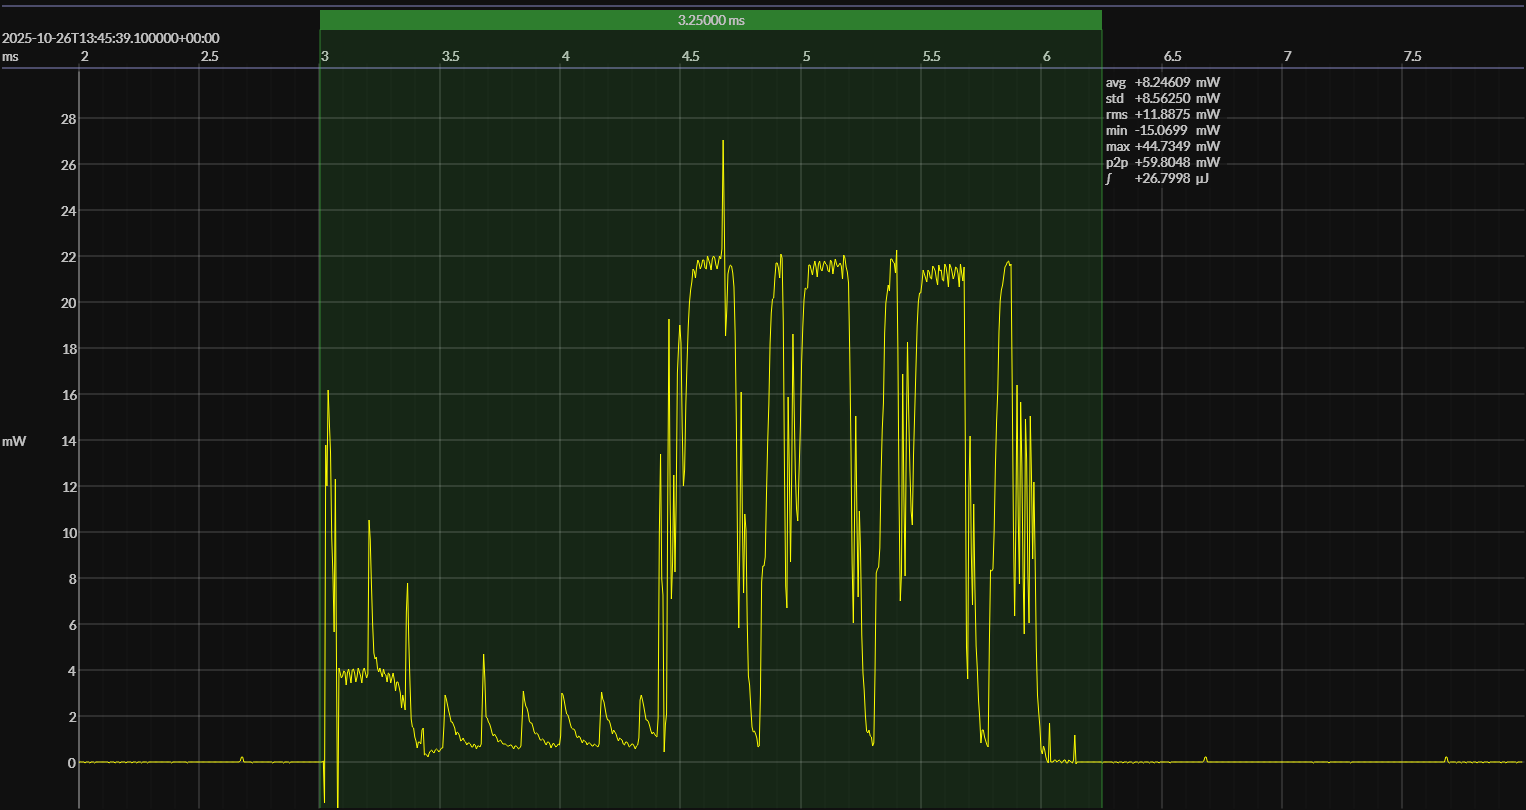 3.25000 ms
2025-10-26T13:45:39.100000+00:00
ms 2 2.5 3 3.5 4 4.5 5 5.5 6 6.5 7 7.5
avg +8.24609 mW
std +8.56250 mW
rms +11.8875 mW
min -15.0699 mW
max +44.7349 mW
p2p +59.8048 mW
∫ +26.7998 µJ
28
26
24
22
20
18
16
mW 14
12
10
8
6
4
2
0